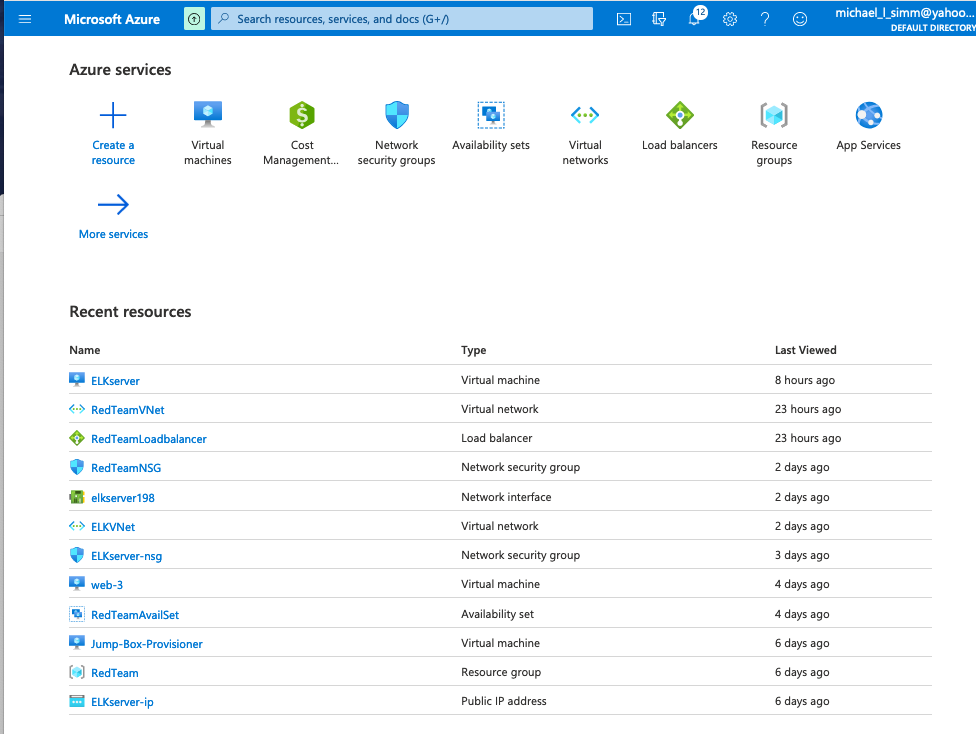 Microsoft Azure
Search resources, services, and docs (G+/)
12
michael_l_simm@yahoo...
DEFAULT DIRECTORY
Azure services
Create a
resource
Virtual
machines
Cost
Management...
Network
security groups
Availability sets
Virtual
networks
Load balancers
Resource
groups
App Services
More services
Recent resources
Name Type Last Viewed
ELKserver Virtual machine 8 hours ago
RedTeamVNet Virtual network 23 hours ago
RedTeamLoadbalancer Load balancer 23 hours ago
RedTeamNSG Network security group 2 days ago
elkserver198 Network interface 2 days ago
ELKVNet Virtual network 2 days ago
ELKserver-nsg Network security group 3 days ago
web-3 Virtual machine 4 days ago
RedTeamAvailSet Availability set 4 days ago
Jump-Box-Provisioner Virtual machine 6 days ago
RedTeam Resource group 6 days ago
ELKserver-ip Public IP address 6 days ago